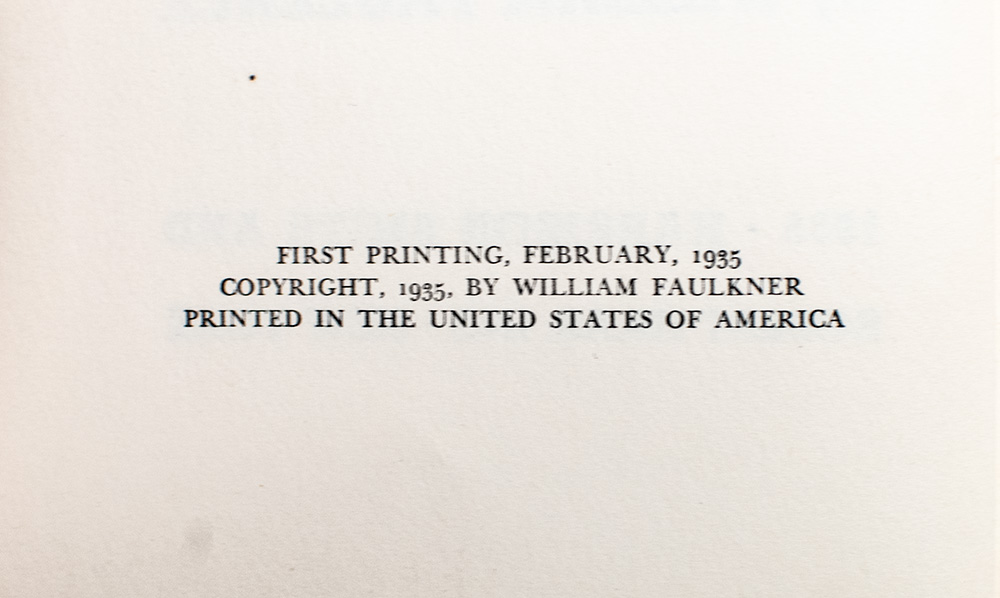 FIRST PRINTING, FEBRUARY, 1935
COPYRIGHT, 1935, BY WILLIAM FAULKNER
PRINTED IN THE UNITED STATES OF AMERICA